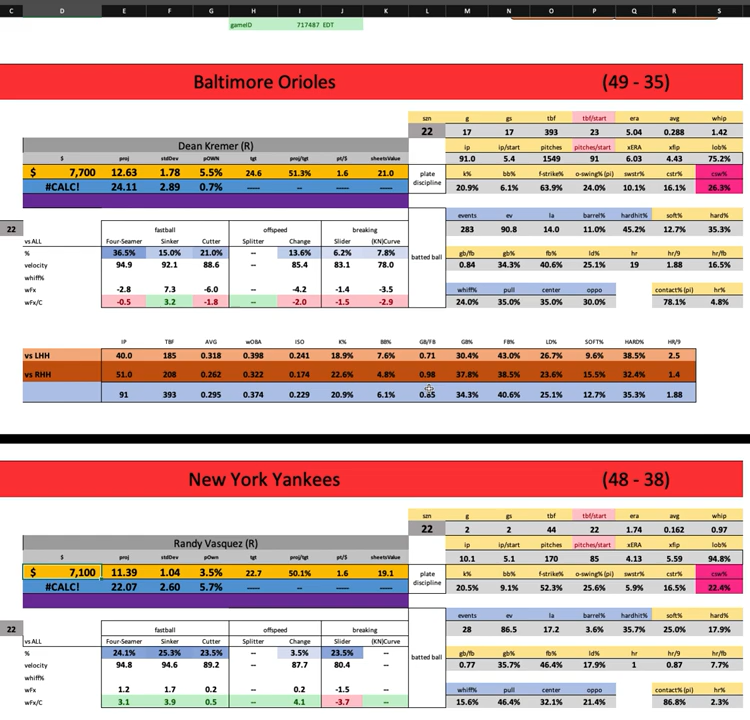 C D E F G H I J K L M N O P Q R S
gameID 717487 EDT
Baltimore Orioles (49 - 35)
szn g gs tbf tbf/start era avg whip
22 17 17 393 23 5.04 0.288 1.42
Dean Kremer (R) ip ip/start pitches pitches/start xERA xfip lob%
$ proj stdDev pOWN tgt proj/tgt pt/$ sheetsValue 91.0 5.4 1549 91 6.03 4.43 75.2%
$ 7,700 12.63 1.78 5.5% 24.6 51.3% 1.6 21.0 plate discipline k% bb% f-strike% o-swing% (pi) swstr% cstr% csw%
#CALC! 24.11 2.89 0.7% ---- --- -- ---- 20.9% 6.1% 63.9% 24.0% 10.1% 16.1% 26.3%
events ev la barrel% hardhit% soft% hard%
22 fastball offspeed breaking 283 90.8 14.0 11.0% 45.2% 12.7% 35.3%
vs ALL Four-Seamer Sinker Cutter Splitter Change Slider (KN)Curve
% 36.5% 15.0% 21.0% -- 13.6% 6.2% 7.8% batted ball gb/fb gb% fb% ld% hr hr/9 hr/fb
velocity 94.9 92.1 88.6 -- 85.4 83.1 78.0 0.84 34.3% 40.6% 25.1% 19 1.88 16.5%
whiff%
wFx -2.8 7.3 -6.0 -- -4.2 -1.4 -3.5 whiff% pull center oppo contact% (pi) hr%
wFx/C -0.5 3.2 -1.8 -- -2.0 -1.5 -2.9 24.0% 35.0% 35.0% 30.0% 78.1% 4.8%
IP TBF AVG wOBA ISO K% BB% GB/FB GB% FB% LD% SOFT% HARD% HR/9
vs LHH 40.0 185 0.318 0.398 0.241 18.9% 7.6% 0.71 30.4% 43.0% 26.7% 9.6% 38.5% 2.5
vs RHH 51.0 208 0.262 0.322 0.174 22.6% 4.8% 0.98 37.8% 38.5% 23.6% 15.5% 32.4% 1.4
91 393 0.295 0.374 0.229 20.9% 6.1% 0.85 34.3% 40.6% 25.1% 12.7% 35.3% 1.88
New York Yankees (48 - 38)
szn g gs tbf tbf/start era avg whip
22 2 2 44 22 1.74 0.162 0.97
Randy Vasquez (R) ip ip/start pitches pitches/start xERA xfip lob%
$ proj stdDev pOwn tgt proj/tgt pt/$ sheetsValue 10.1 5.1 170 85 4.13 5.59 94.8%
$ 7,100 11.39 1.04 3.5% 22.7 50.1% 1.6 19.1 plate discipline k% bb% f-strike% o-swing% (pi) swstr% cstr% csw%
#CALC! 22.07 2.60 5.7% ---- -- --- ---- 20.5% 9.1% 52.3% 25.6% 5.9% 16.5% 22.4%
events ev la barrel% hardhit% soft% hard%
22 fastball offspeed breaking 28 86.5 17.2 3.6% 35.7% 25.0% 17.9%
vs ALL Four-Seamer Sinker Cutter Splitter Change Slider (KN)Curve
% 24.1% 25.3% 23.5% -- 3.5% 23.5% -- batted ball gb/fb gb% fb% ld% hr hr/9 hr/fb
velocity 94.8 94.6 89.2 -- 87.7 80.4 -- 0.77 35.7% 46.4% 17.9% 1 0.87 7.7%
whiff%
wFx 1.2 1.7 0.2 -- 0.2 -1.5 -- whiff% pull center oppo contact% (pi) hr%
wFx/C 3.1 3.9 0.5 -- 4.1 -3.7 -- 15.6% 46.4% 32.1% 21.4% 86.8% 2.3%